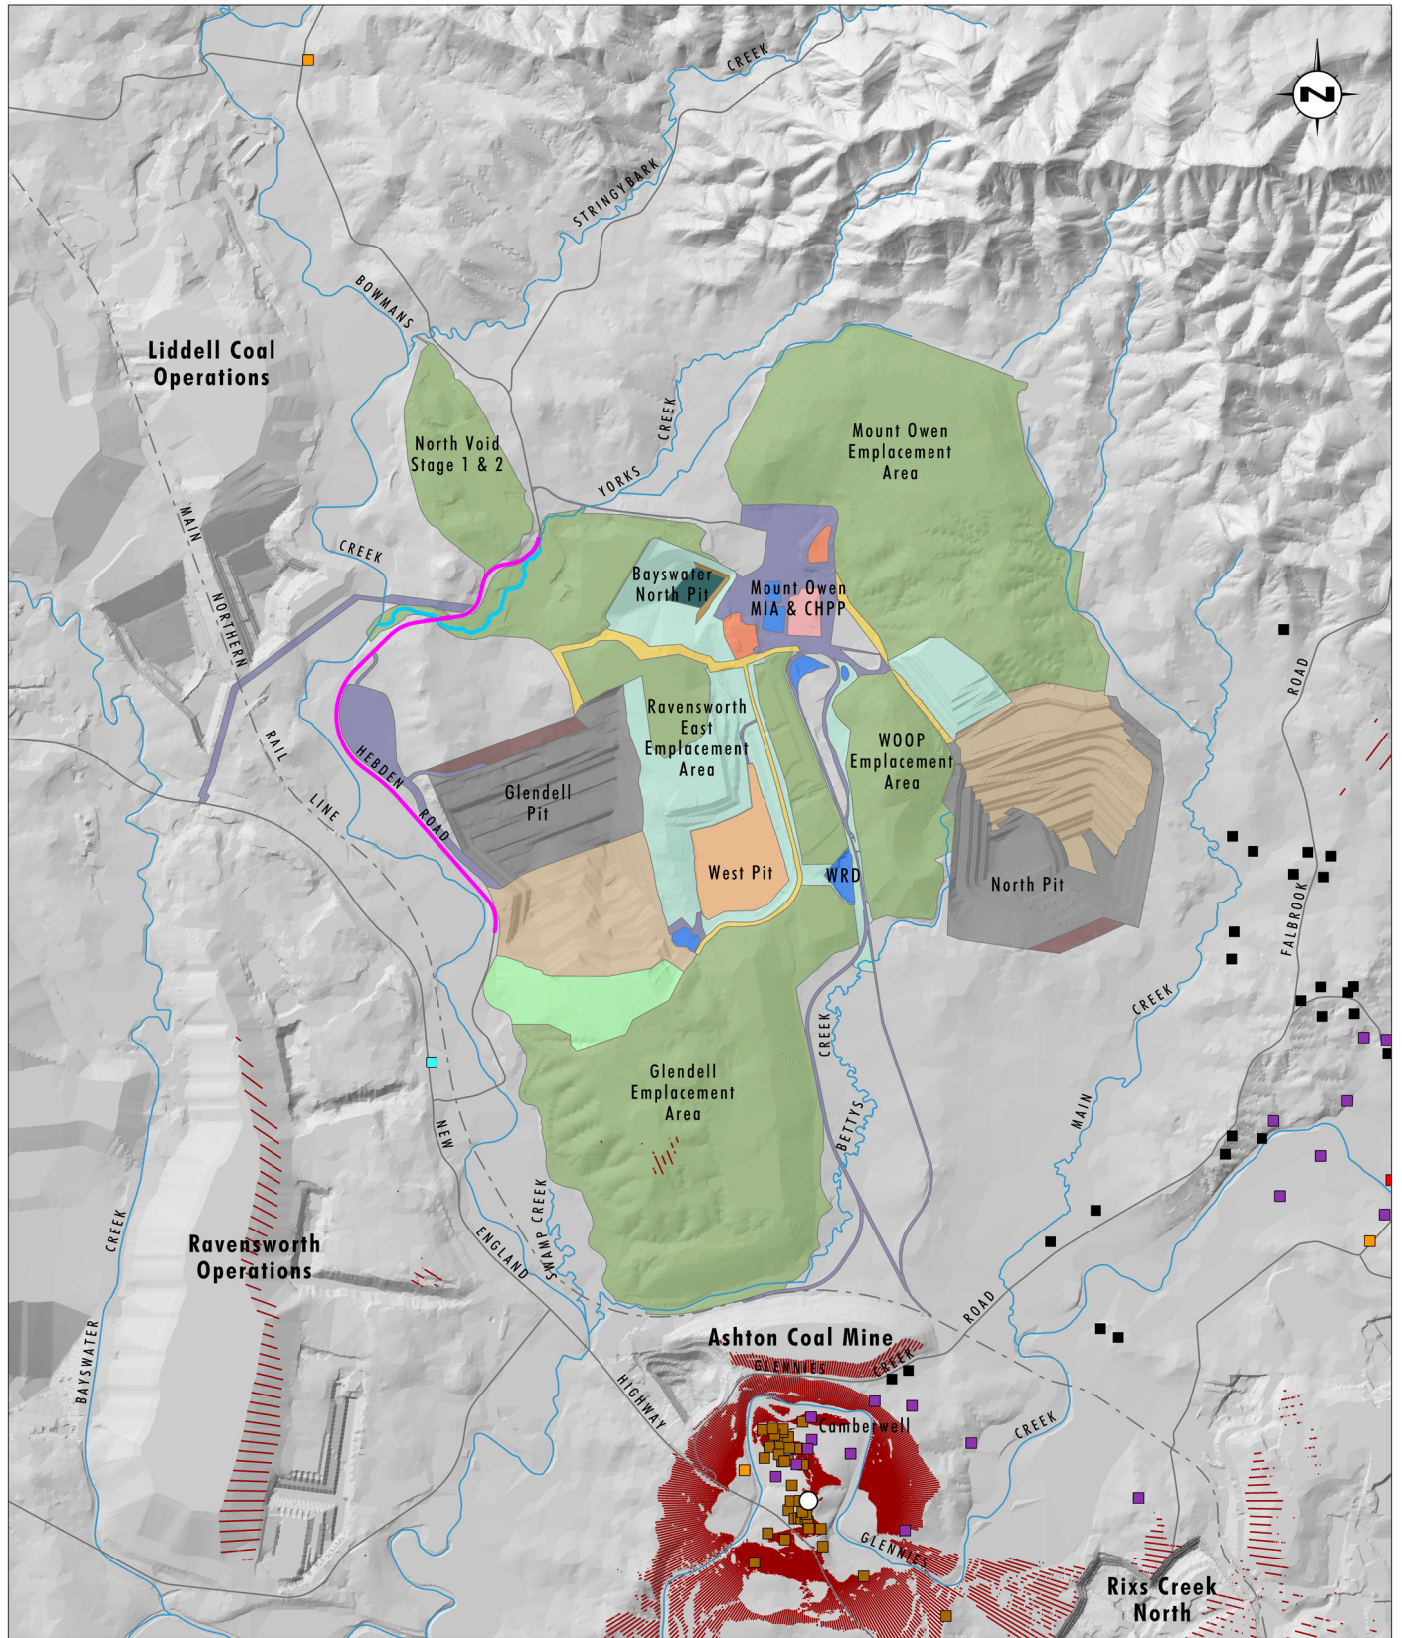 CREEK
N
STRINGYBARK
BOWMANS
Liddell Coal
Operations
North Void
Stage 1 & 2
CREEK
YORKS
Mount Owen
Emplacement
Area
MAIN
CREEK
NORTHERN
Bayswater
North Pit
Mount Owen
MIA & CHPP
ROAD
RAIL
LINE
HEBDEN
ROAD
Ravensworth
East
Emplacement
Area
WOOP
Emplacement
Area
Glendell
Pit
West Pit
WRD
North Pit
FALBROOK
CREEK
MAIN
CREEK
BETTYS
Glendell
Emplacement
Area
NEW
ENGLAND
HIGHWAY
SWAMP CREEK
CREEK
BAYSWATER
Ravensworth
Operations
ROAD
Ashton Coal Mine
GLENNIES
CREEK
Camberwell
CREEK
GLENNIES
Rixs Creek
North